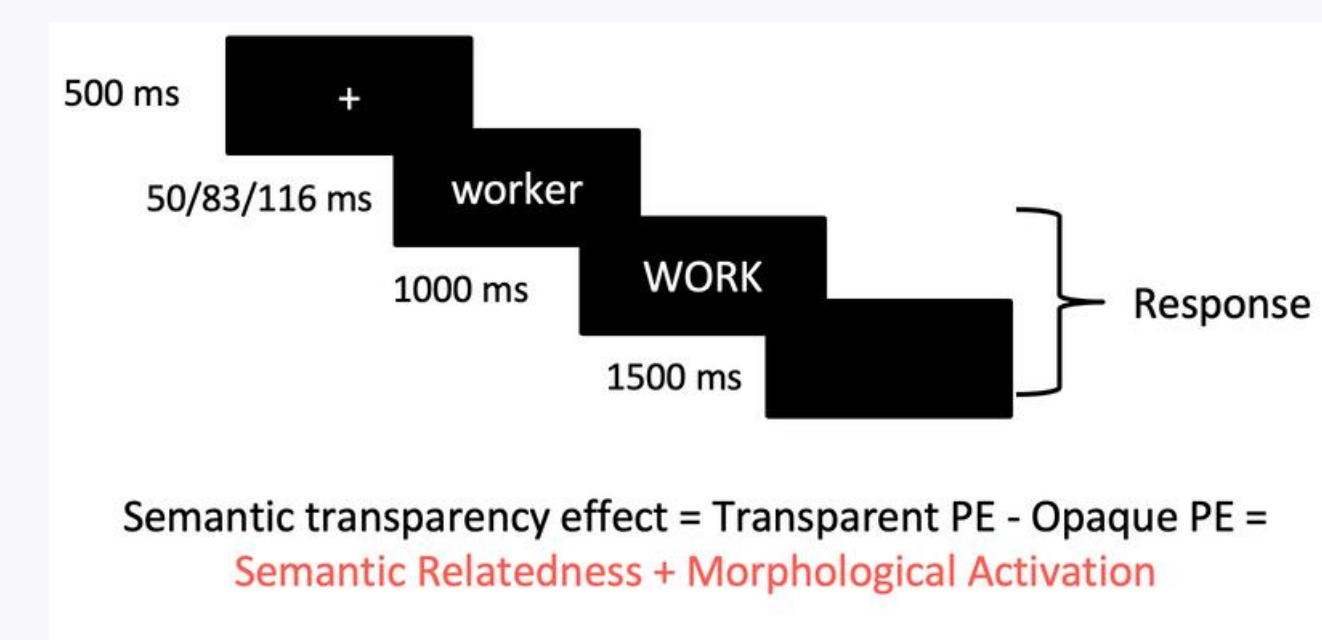 500 ms
+
50/83/116 ms
worker
1000 ms
WORK
Response
1500 ms
Semantic transparency effect = Transparent PE - Opaque PE =
Semantic Relatedness + Morphological Activation